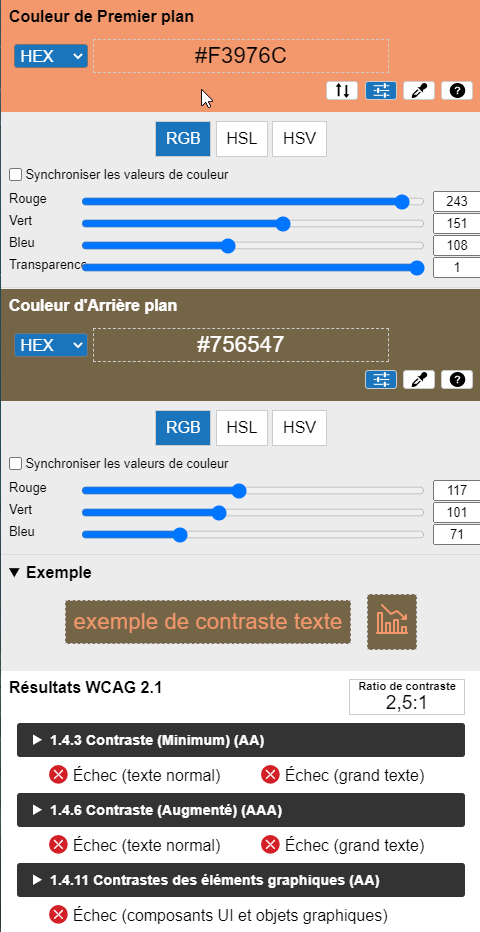 Couleur de Premier plan
HEX #F3976C
RGB HSL HSV
Synchroniser les valeurs de couleur
Rouge 243
Vert 151
Bleu 108
Transparence 1
Couleur d'Arrière plan
HEX #756547
RGB HSL HSV
Synchroniser les valeurs de couleur
Rouge 117
Vert 101
Bleu 71
Exemple
exemple de contraste texte
Résultats WCAG 2.1
Ratio de contraste
2,5:1
1.4.3 Contraste (Minimum) (AA)
Échec (texte normal) Échec (grand texte)
1.4.6 Contraste (Augmenté) (AAA)
Échec (texte normal) Échec (grand texte)
1.4.11 Contrastes des éléments graphiques (AA)
Échec (composants UI et objets graphiques)